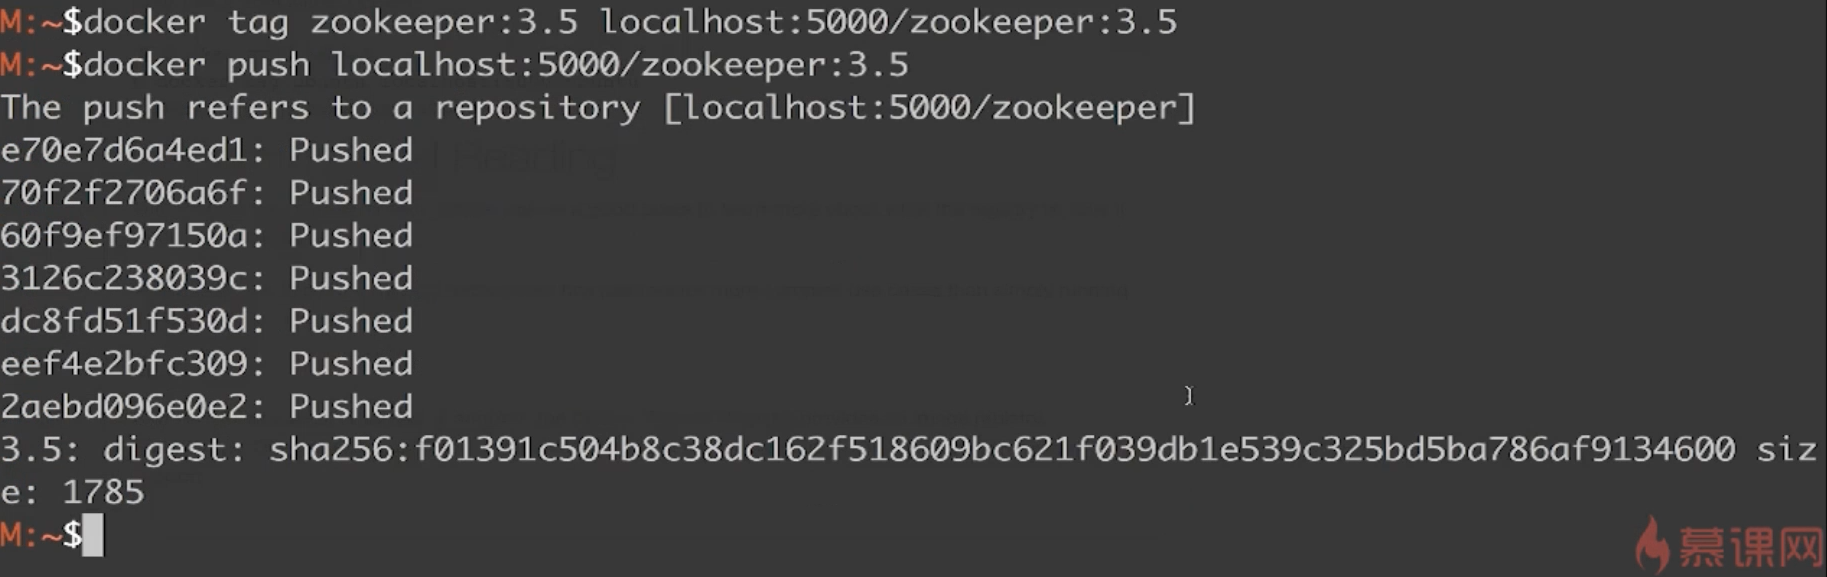 M:~$docker tag zookeeper:3.5 localhost:5000/zookeeper:3.5
M:~$docker push localhost:5000/zookeeper:3.5
The push refers to a repository [localhost:5000/zookeeper]
e70e7d6a4ed1: Pushed
70f2f2706a6f: Pushed
60f9ef97150a: Pushed
3126c238039c: Pushed
dc8fd51f530d: Pushed
eef4e2bfc309: Pushed
2aebd096e0e2: Pushed
3.5: digest: sha256:f01391c504b8c38dc162f518609bc621f039db1e539c325bd5ba786af9134600 siz
e: 1785
M:~$
慕课网